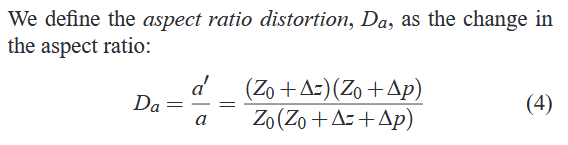 We define the aspect ratio distortion, Da, as the change in
the aspect ratio:
Da = a′/a = (Z₀ + Δz)(Z₀ + Δp) / Z₀(Z₀ + Δz + Δp) (4)